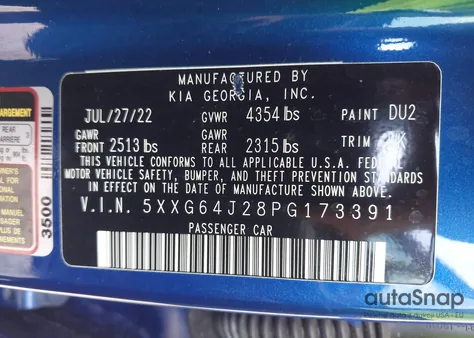 MANUFACTURED BY
KIA GEORGIA, INC.
JUL/27/22 GVWR 4354 lbs PAINT DU2
GAWR GAWR
FRONT 2513 lbs REAR 2315 lbs TRIM
THIS VEHICLE CONFORMS TO ALL APPLICABLE U.S.A. FEDERAL
MOTOR VEHICLE SAFETY, BUMPER, AND THEFT PREVENTION STANDARDS
IN EFFECT ON THE DATE OF MANUFACTURE SHOWN ABOVE.
V.I.N. 5XXG64J28PG173391
PASSENGER CAR
REAR
3500
autoSnap